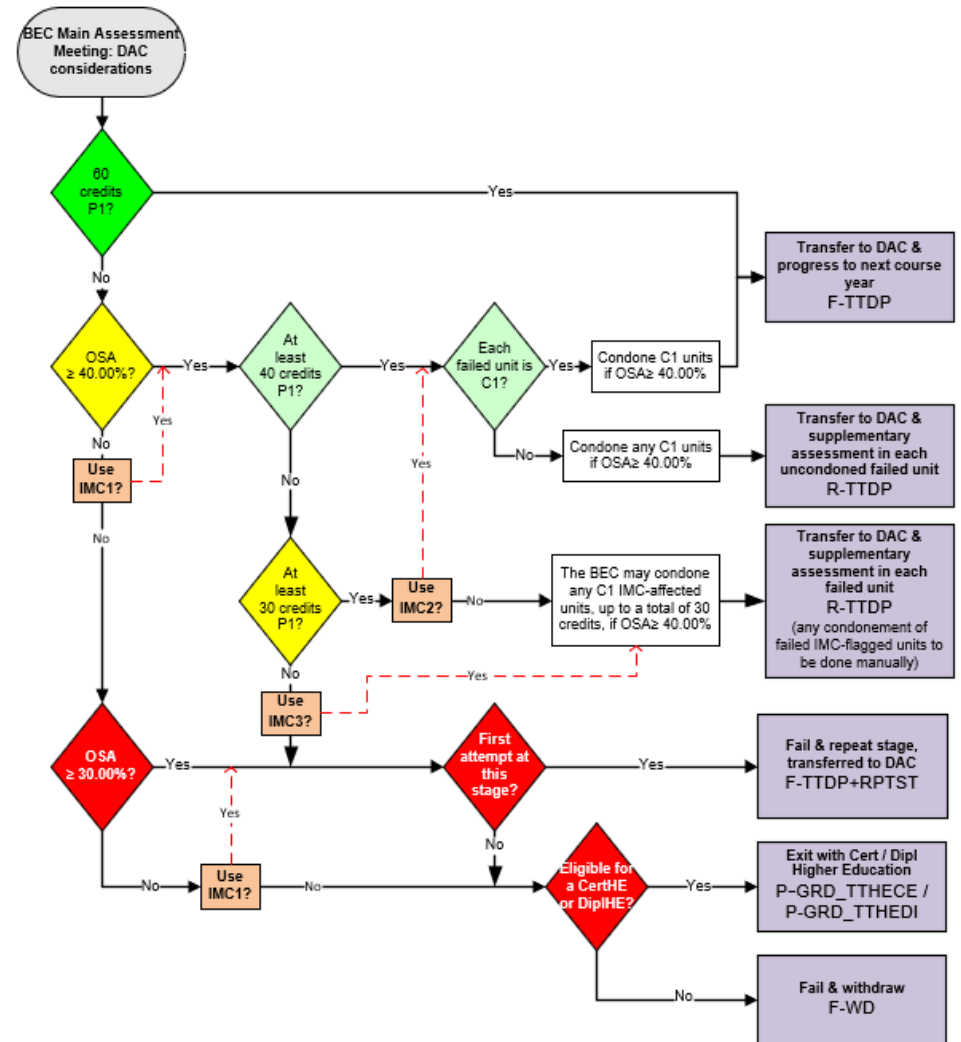 BEC Main Assessment
Meeting: DAC
considerations
60
credits
P1?
Yes
No
Transfer to DAC &
progress to next course
year
F-TTDP
OSA
≥ 40.00%?
Yes
At
least
40 credits
P1?
Yes
Each
failed unit is
C1?
Yes
Condone C1 units
if OSA≥ 40.00%
No
Use
IMC1?
Yes
No
No
Yes
No
Condone any C1 units
if OSA≥ 40.00%
Transfer to DAC &
supplementary
assessment in each
uncondoned failed unit
R-TTDP
At
least
30 credits
P1?
Yes
Use
IMC2?
No
The BEC may condone
any C1 IMC-affected
units, up to a total of 30
credits, if OSA≥ 40.00%
Transfer to DAC &
supplementary
assessment in each
failed unit
R-TTDP
(any condonement of
failed IMC-flagged units to
be done manually)
No
Use
IMC3?
Yes
OSA
≥ 30.00%?
Yes
First
attempt at
this
stage?
Yes
Fail & repeat stage,
transferred to DAC
F-TTDP+RPTST
Yes
No
No
Use
IMC1?
No
Eligible for
a CertHE
or DiplHE?
Yes
Exit with Cert / Dipl
Higher Education
P-GRD_TTHECE /
P-GRD_TTHEDI
No
Fail & withdraw
F-WD